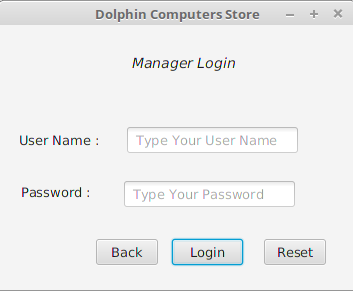 Dolphin Computers Store
Manager Login
User Name : Type Your User Name
Password : Type Your Password
Back Login Reset